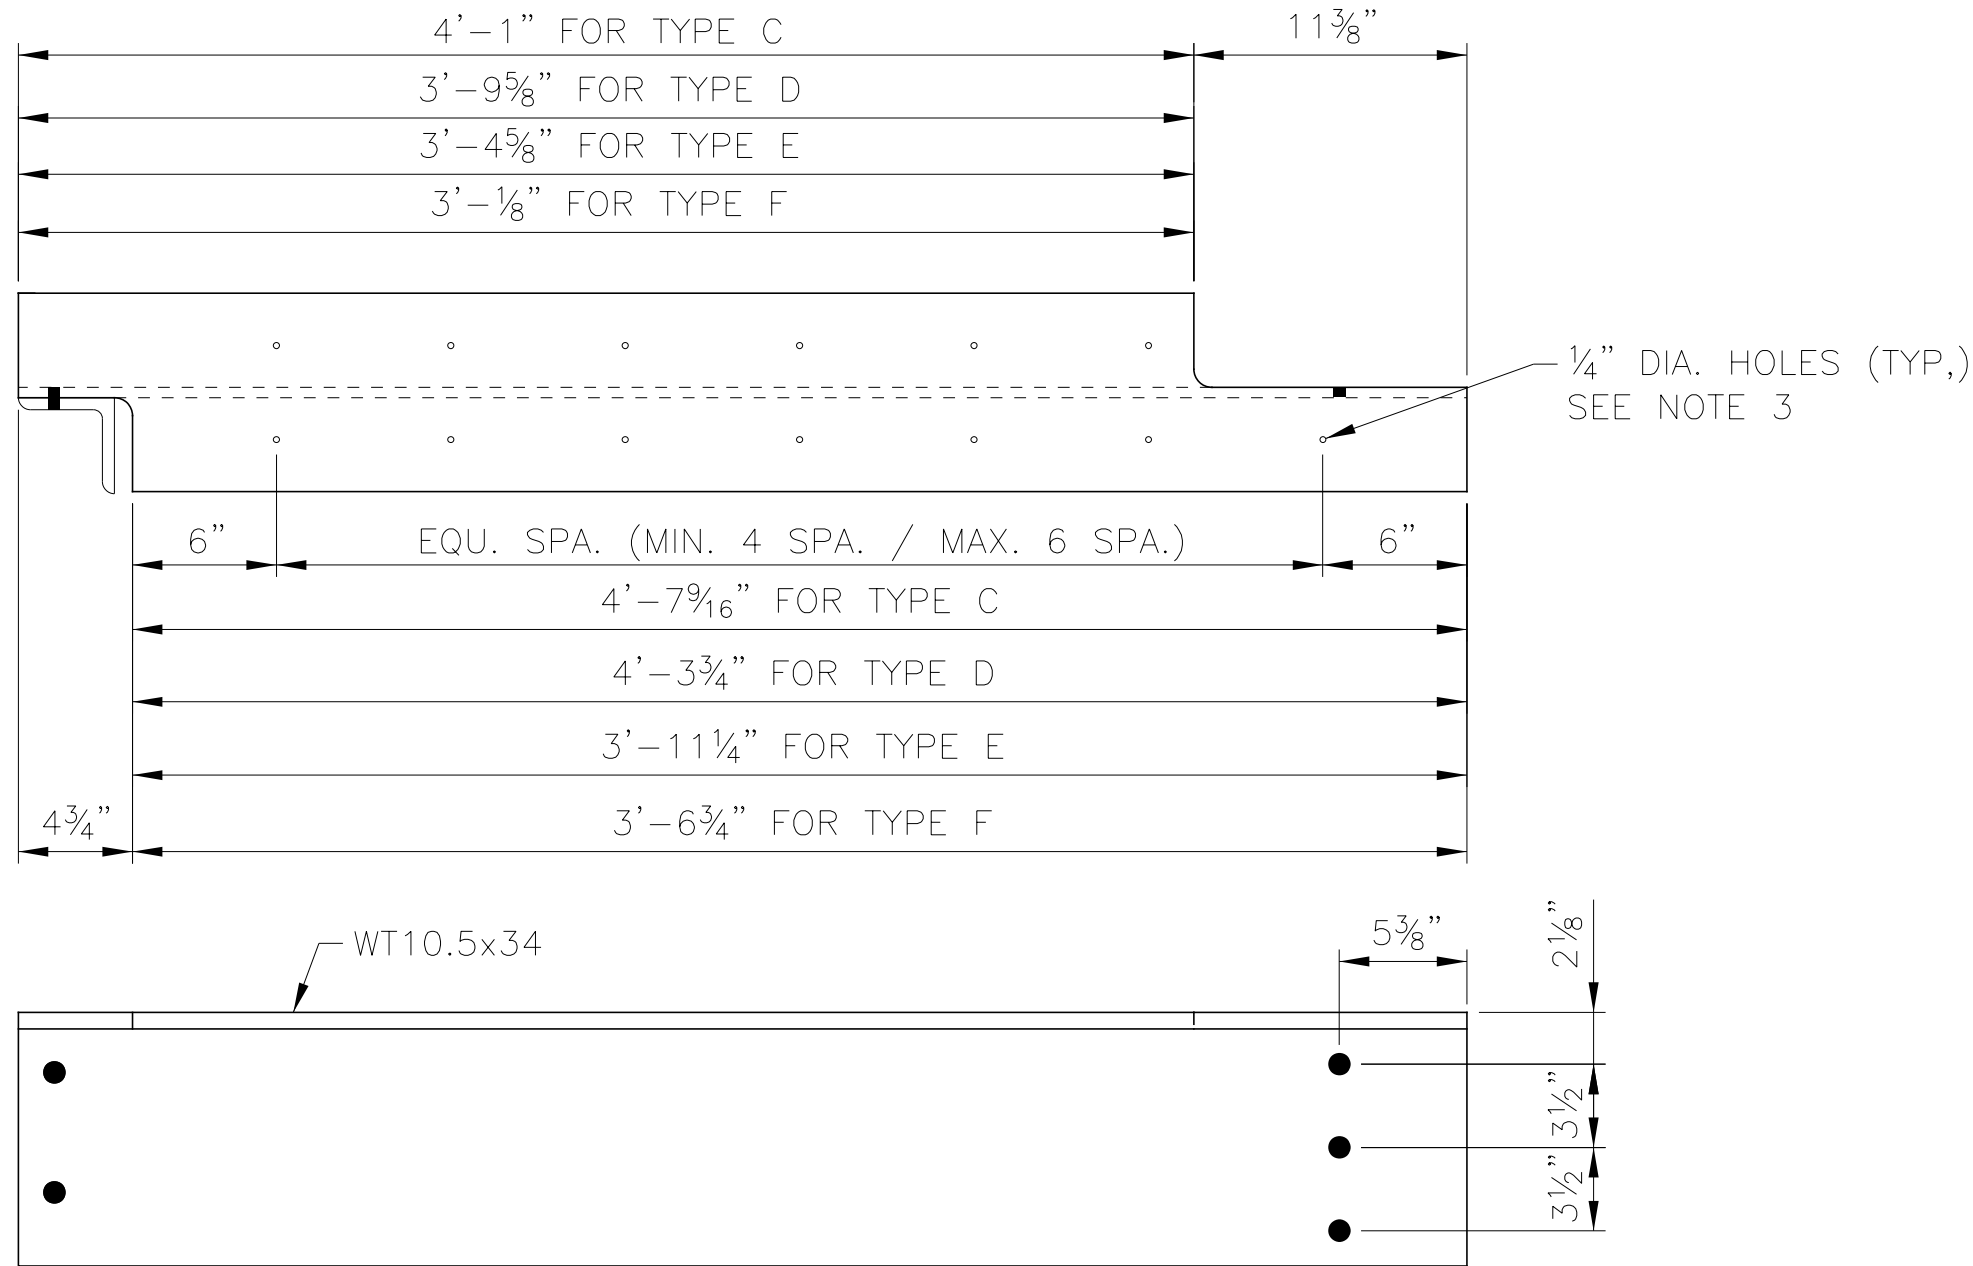 4'-1" FOR TYPE C
11⅜"
3'-9⅝" FOR TYPE D
3'-4⅝" FOR TYPE E
3'-⅛" FOR TYPE F
¼" DIA. HOLES (TYP,)
SEE NOTE 3
6"
EQU. SPA. (MIN. 4 SPA. / MAX. 6 SPA.)
6"
4'-7 9/16" FOR TYPE C
4'-3¾" FOR TYPE D
3'-11¼" FOR TYPE E
4¾"
3'-6¾" FOR TYPE F
WT10.5x34
5⅜"
2⅛"
3½"
3½"